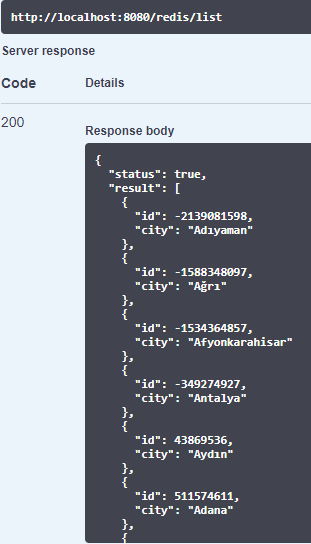 http://localhost:8080/redis/list
Server response
Code Details
200
Response body
{
"status": true,
"result": [
{
"id": -2139081598,
"city": "Adıyaman"
},
{
"id": -1588348097,
"city": "Ağrı"
},
{
"id": -1534364857,
"city": "Afyonkarahisar"
},
{
"id": -349274927,
"city": "Antalya"
},
{
"id": 43869536,
"city": "Aydın"
},
{
"id": 511574611,
"city": "Adana"
},
{